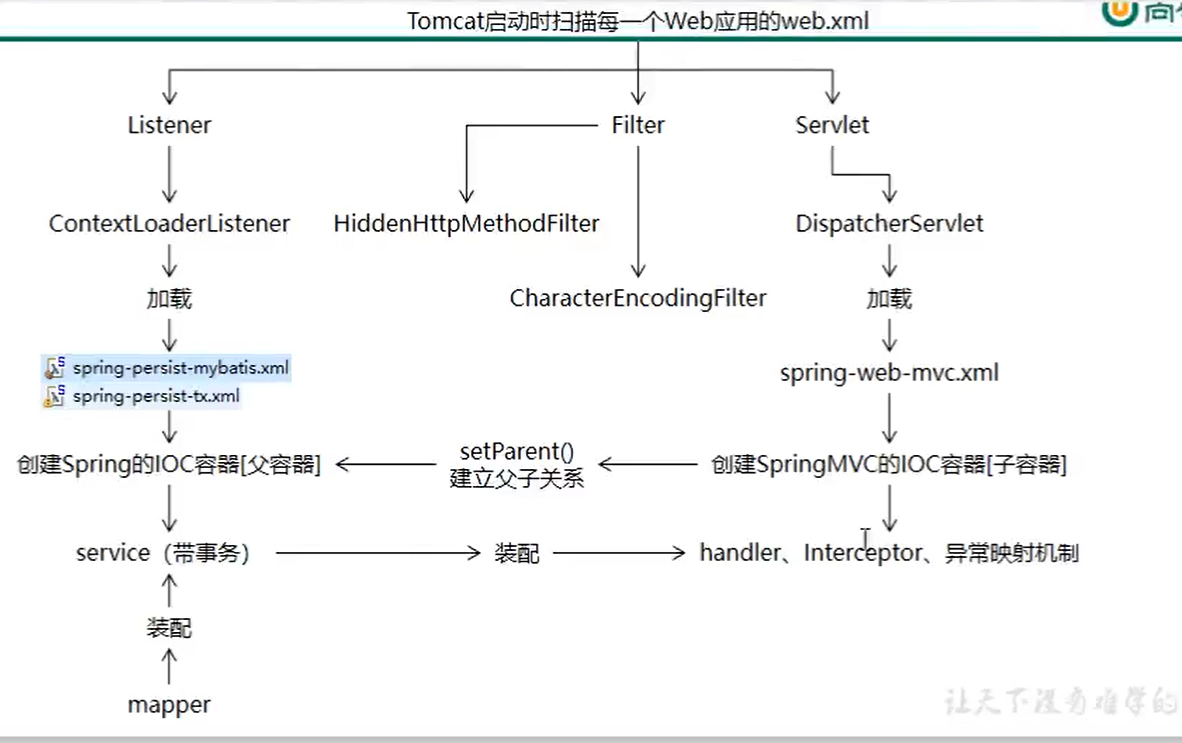 Tomcat启动时扫描每一个Web应用的web.xml
Listener
Filter
Servlet
ContextLoaderListener
HiddenHttpMethodFilter
DispatcherServlet
加载
CharacterEncodingFilter
加载
spring-persist-mybatis.xml
spring-persist-tx.xml
spring-web-mvc.xml
创建Spring的IOC容器[父容器]
setParent()
建立父子关系
创建SpringMVC的IOC容器[子容器]
service（带事务）
装配
handler、Interceptor、异常映射机制
装配
mapper
让天下没有难学的